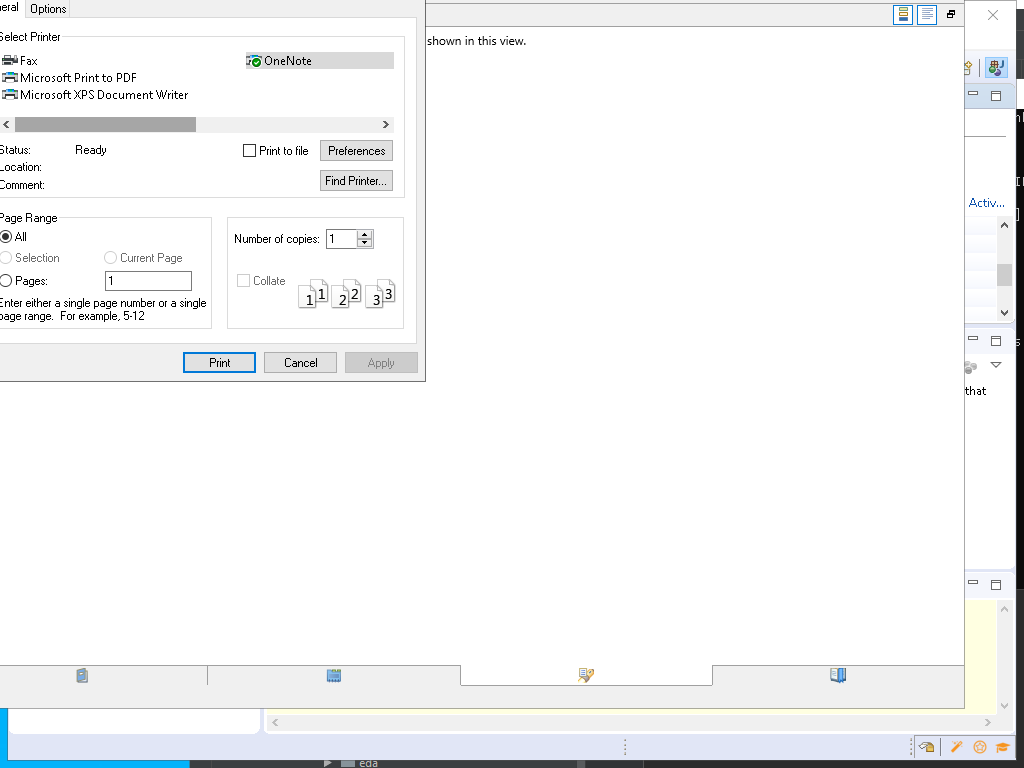 eral Options
Select Printer
shown in this view.
Fax
OneNote
Microsoft Print to PDF
Microsoft XPS Document Writer
Status: Ready
Print to file
Preferences
Location:
Comment:
Find Printer...
Activ...
Page Range
All
Number of copies: 1
Selection
Current Page
Pages: 1
Collate
1 1 2 2 3 3
Enter either a single page number or a single
page range. For example, 5-12
Print
Cancel
Apply
that
eda